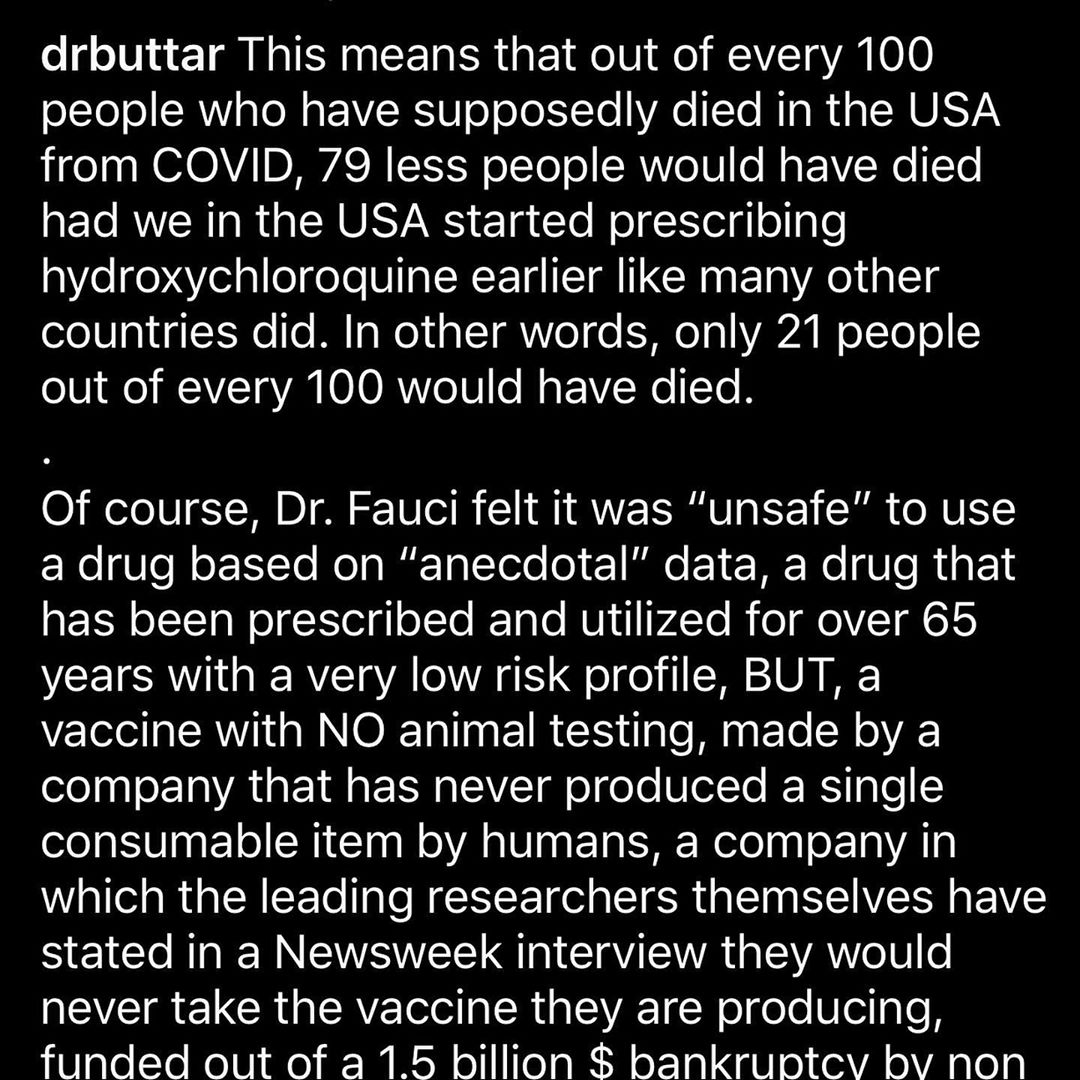 drbuttar This means that out of every 100
people who have supposedly died in the USA
from COVID, 79 less people would have died
had we in the USA started prescribing
hydroxychloroquine earlier like many other
countries did. In other words, only 21 people
out of every 100 would have died.
.
Of course, Dr. Fauci felt it was “unsafe” to use
a drug based on “anecdotal” data, a drug that
has been prescribed and utilized for over 65
years with a very low risk profile, BUT, a
vaccine with NO animal testing, made by a
company that has never produced a single
consumable item by humans, a company in
which the leading researchers themselves have
stated in a Newsweek interview they would
never take the vaccine they are producing,
funded out of a 1.5 billion $ bankruptcy by non